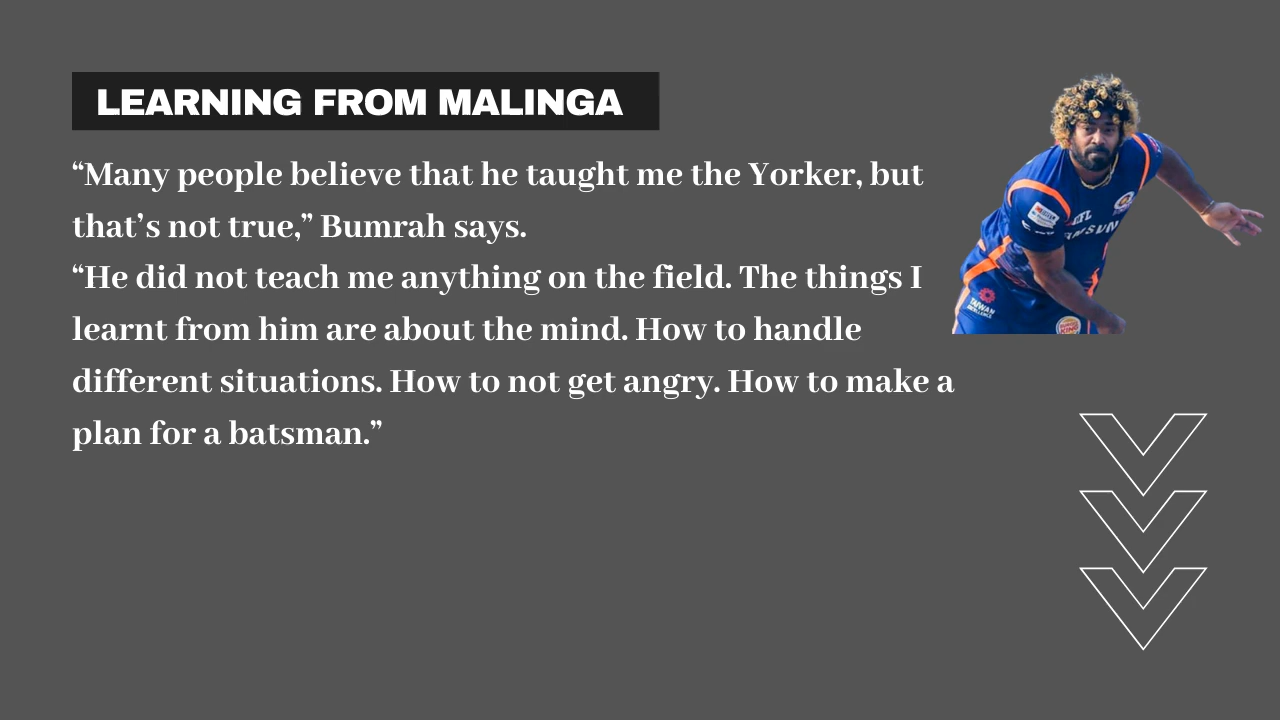 LEARNING FROM MALINGA
“Many people believe that he taught me the Yorker, but
that’s not true,” Bumrah says.
“He did not teach me anything on the field. The things I
learnt from him are about the mind. How to handle
different situations. How to not get angry. How to make a
plan for a batsman.”
TAIWAN
EXCELLENCE